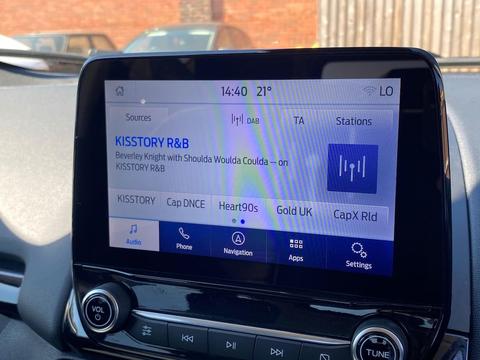 14:40 21° LO
Sources DAB TA Stations
KISSTORY R&B
Beverley Knight with Shoulda Woulda Coulda -- on
KISSTORY R&B
KISSTORY Cap DNCE Heart90s Gold UK CapX Rld
Audio Phone Navigation Apps Settings
VOL
TUNE